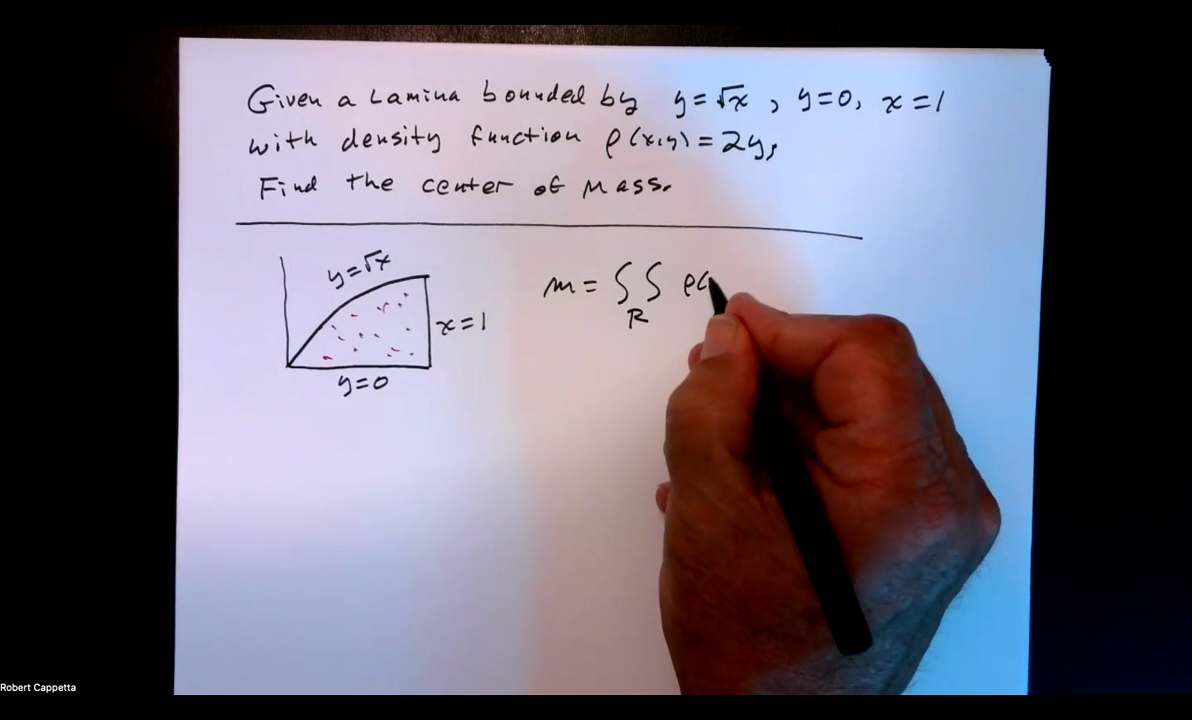 Given a Lamina bounded by y=√x, y=0, x=1
with density function ρ(x,y)=2y,
Find the center of Mass.
y=√x
m= ∫∫ ρ(
R
x=1
y=0
Robert Cappetta